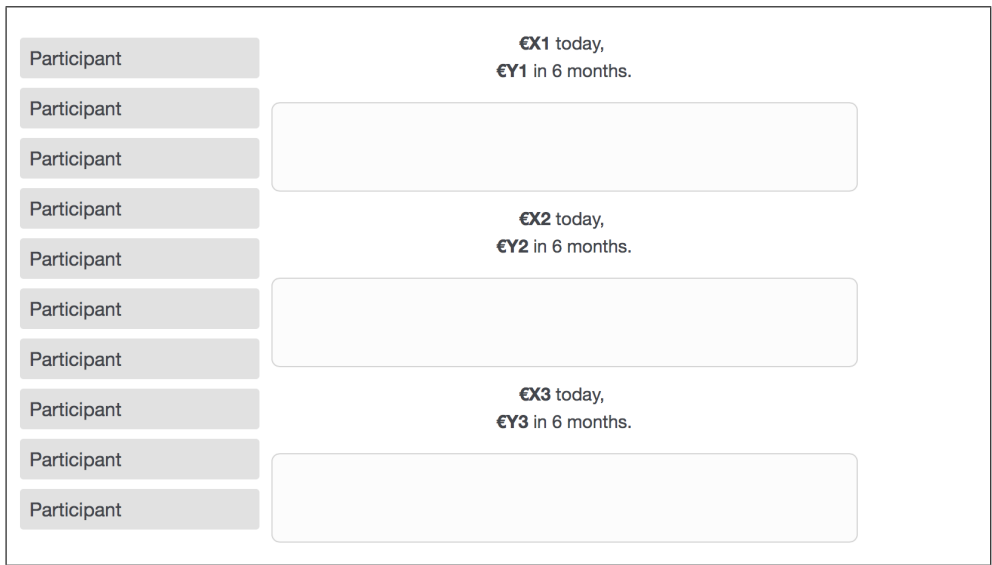 Participant
Participant
Participant
Participant
Participant
Participant
Participant
Participant
Participant
Participant
€X1 today,
€Y1 in 6 months.
€X2 today,
€Y2 in 6 months.
€X3 today,
€Y3 in 6 months.